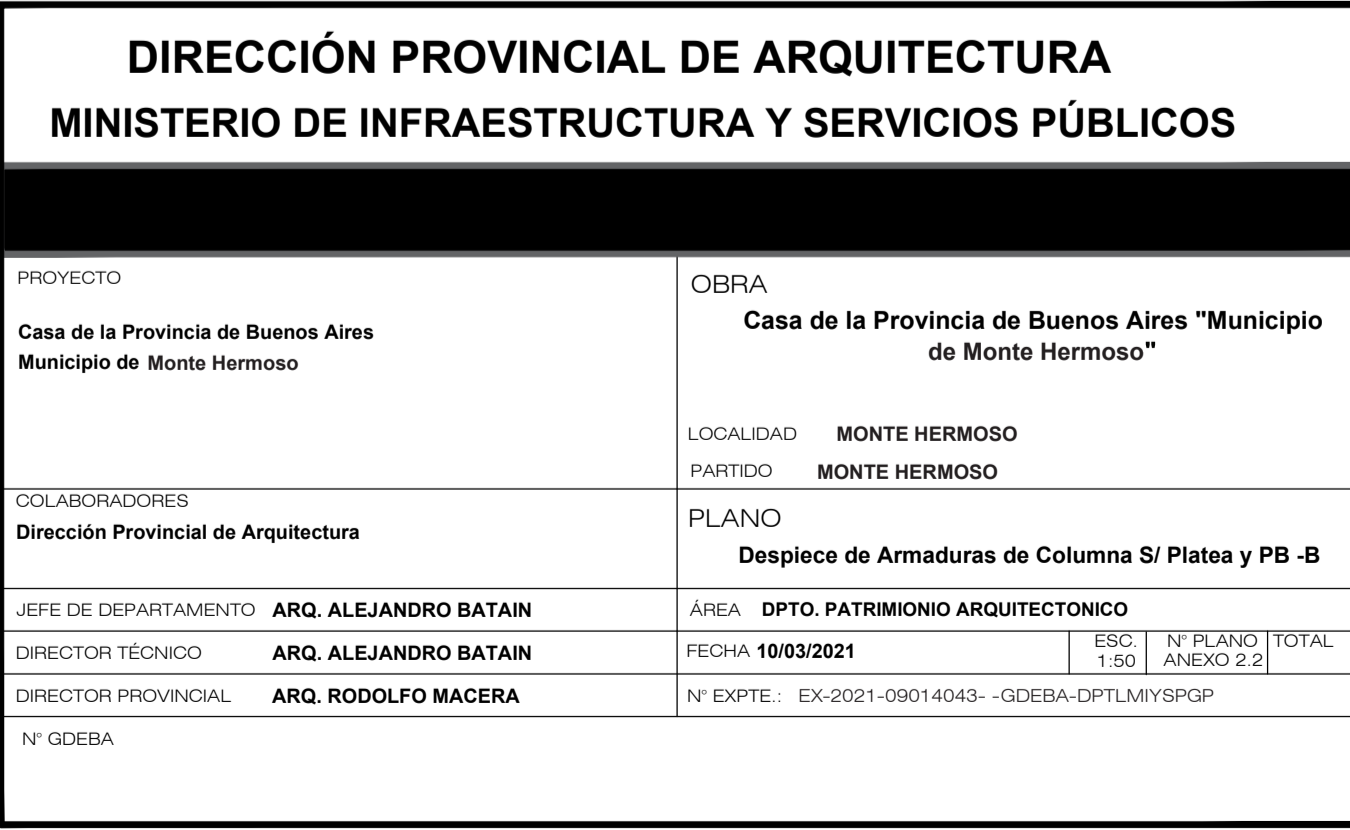 DIRECCIÓN PROVINCIAL DE ARQUITECTURA
MINISTERIO DE INFRAESTRUCTURA Y SERVICIOS PÚBLICOS
PROYECTO
Casa de la Provincia de Buenos Aires
Municipio de Monte Hermoso
OBRA
Casa de la Provincia de Buenos Aires "Municipio
de Monte Hermoso"
LOCALIDAD MONTE HERMOSO
PARTIDO MONTE HERMOSO
COLABORADORES
Dirección Provincial de Arquitectura
PLANO
Despiece de Armaduras de Columna S/ Platea y PB -B
JEFE DE DEPARTAMENTO ARQ. ALEJANDRO BATAIN
ÁREA DPTO. PATRIMIONIO ARQUITECTONICO
DIRECTOR TÉCNICO ARQ. ALEJANDRO BATAIN
FECHA 10/03/2021
ESC.
1:50
N° PLANO
ANEXO 2.2
TOTAL
DIRECTOR PROVINCIAL ARQ. RODOLFO MACERA
N° EXPTE.: EX-2021-09014043- -GDEBA-DPTLMIYSPGP
N° GDEBA